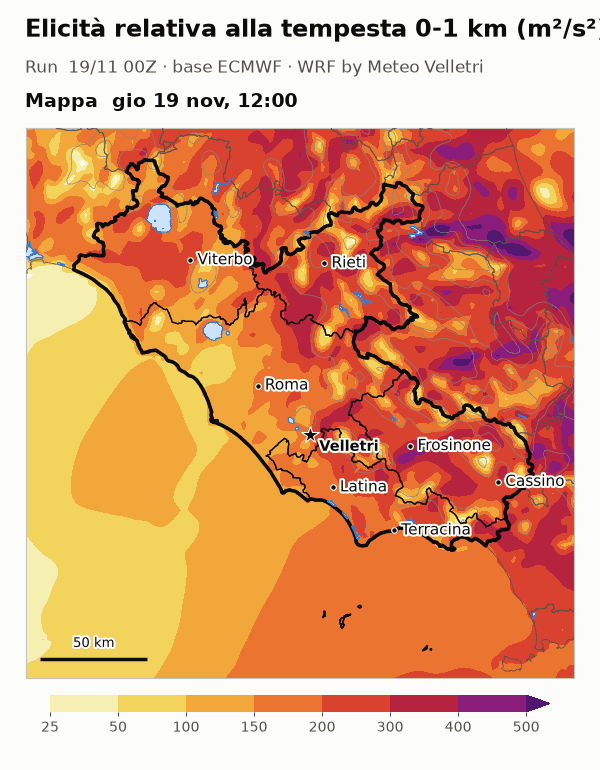 Elicità relativa alla tempesta 0-1 km (m²/s²)
Run 19/11 00Z · base ECMWF · WRF by Meteo Velletri
Mappa gio 19 nov, 12:00
Viterbo
Rieti
Roma
Velletri
Frosinone
Cassino
Latina
Terracina
50 km
25 50 100 150 200 300 400 500